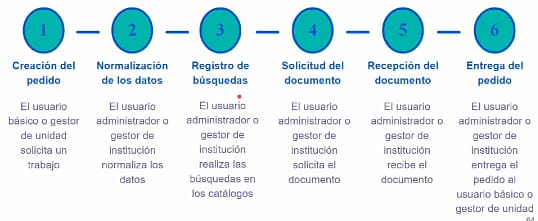 1
2
3
4
5
6
Creación del
pedido
Normalización
de los datos
Registro de
búsquedas
Solicitud del
documento
Recepción del
documento
Entrega del
pedido
El usuario
básico o gestor
de unidad
solicita un
trabajo
El usuario
administrador o
gestor de
institución
normaliza los
datos
El usuario
administrador o
gestor de
institución
realiza las
búsquedas
en los catálogos
El usuario
administrador o
gestor de
institución
solicita el
documento
El usuario
administrador o
gestor de
institución
recibe el
documento
El usuario
administrador o
gestor de
institución
entrega el
pedido al
usuario básico o
gestor de unidad